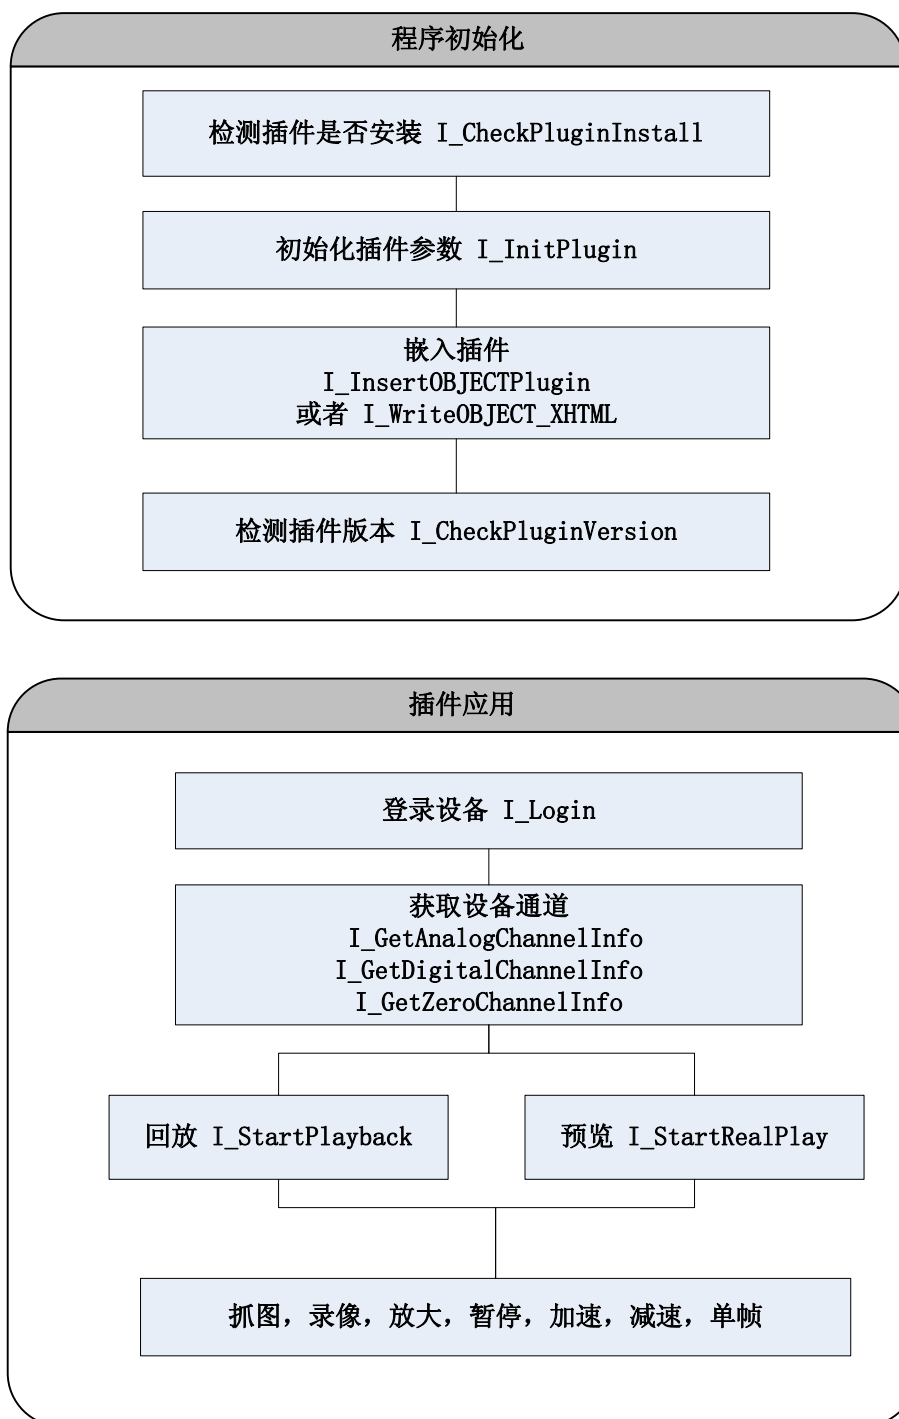 程序初始化
检测插件是否安装 I_CheckPluginInstall
初始化插件参数 I_InitPlugin
嵌入插件
I_InsertOBJECTPlugin
或者 I_WriteOBJECT_XHTML
检测插件版本 I_CheckPluginVersion
插件应用
登录设备 I_Login
获取设备通道
I_GetAnalogChannelInfo
I_GetDigitalChannelInfo
I_GetZeroChannelInfo
回放 I_StartPlayback
预览 I_StartRealPlay
抓图，录像，放大，暂停，加速，减速，单帧